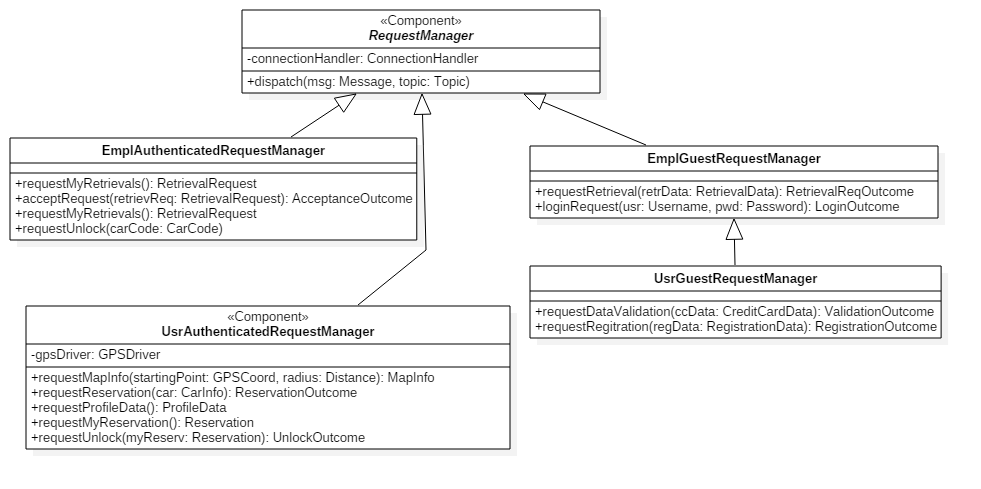 «Component»
RequestManager
-connectionHandler: ConnectionHandler
+dispatch(msg: Message, topic: Topic)
EmplAuthenticatedRequestManager
+requestMyRetrievals(): RetrievalRequest
+acceptRequest(retrievReq: RetrievalRequest): AcceptanceOutcome
+requestMyRetrievals(): RetrievalRequest
+requestUnlock(carCode: CarCode)
EmplGuestRequestManager
+requestRetrieval(retrData: RetrievalData): RetrievalReqOutcome
+loginRequest(usr: Username, pwd: Password): LoginOutcome
UsrGuestRequestManager
+requestDataValidation(ccData: CreditCardData): ValidationOutcome
+requestRegitration(regData: RegistrationData): RegistrationOutcome
«Component»
UsrAuthenticatedRequestManager
-gpsDriver: GPSDriver
+requestMapInfo(startingPoint: GPSCoord, radius: Distance): MapInfo
+requestReservation(car: CarInfo): ReservationOutcome
+requestProfileData(): ProfileData
+requestMyReservation(): Reservation
+requestUnlock(myReserv: Reservation): UnlockOutcome